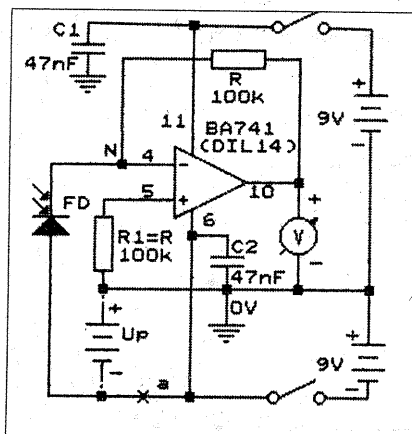 C1
47nF
R
100k
9V
+
-
11
BA741
(DIL14)
N
4
-
10
5
+
FD
6
+
V
-
R1=R
100k
C2
47nF
0V
+
Up
-
+
9V
-
a